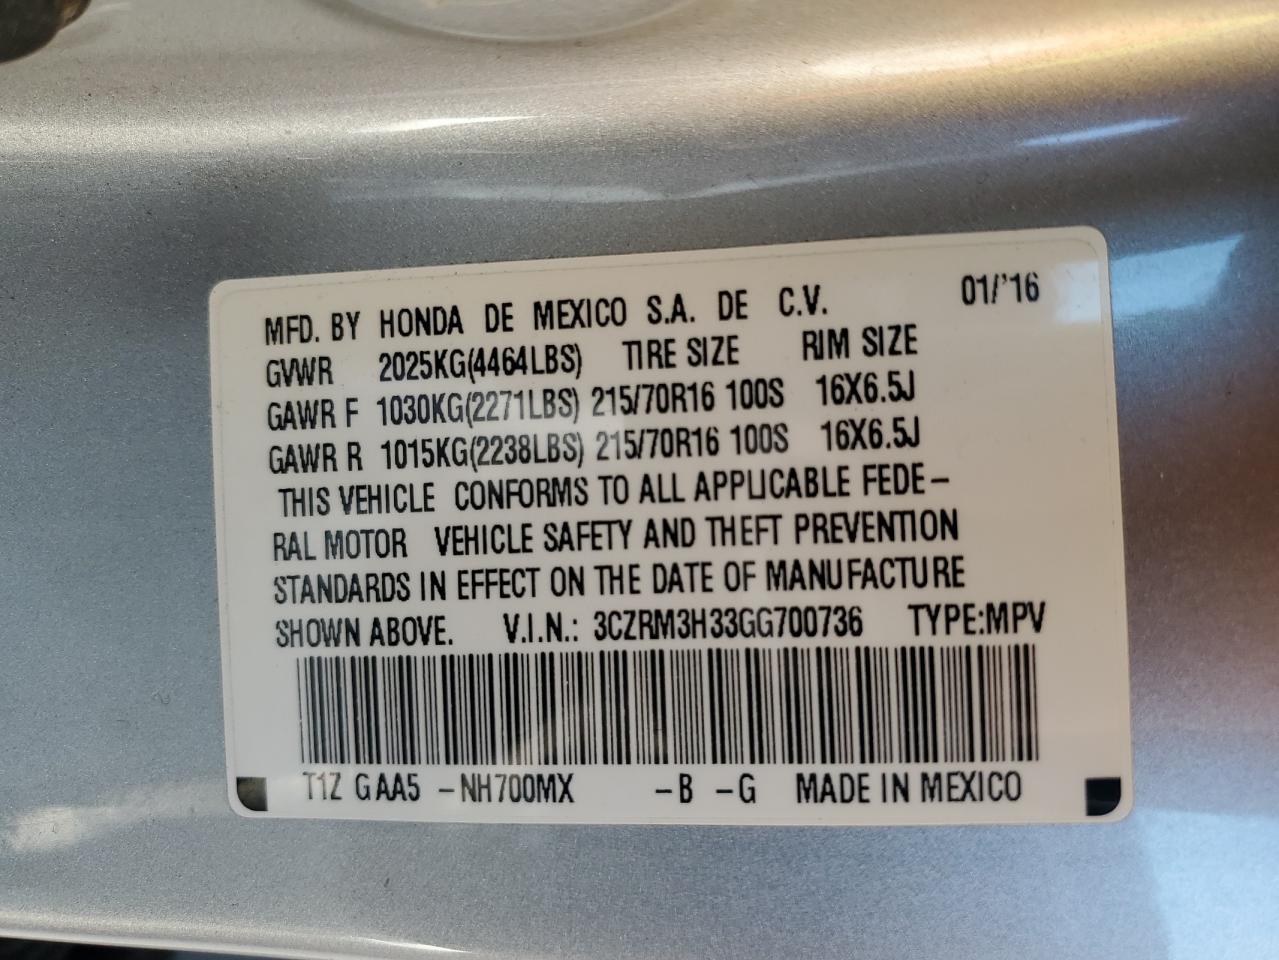 MFD. BY HONDA DE MEXICO S.A. DE C.V. 01/'16
GVWR 2025KG(4464LBS) TIRE SIZE RIM SIZE
GAWR F 1030KG(2271LBS) 215/70R16 100S 16X6.5J
GAWR R 1015KG(2238LBS) 215/70R16 100S 16X6.5J
THIS VEHICLE CONFORMS TO ALL APPLICABLE FEDE-
RAL MOTOR VEHICLE SAFETY AND THEFT PREVENTION
STANDARDS IN EFFECT ON THE DATE OF MANUFACTURE
SHOWN ABOVE. V.I.N.: 3CZRM3H33GG700736 TYPE:MPV
T1Z GAA5 -NH700MX -B -G MADE IN MEXICO